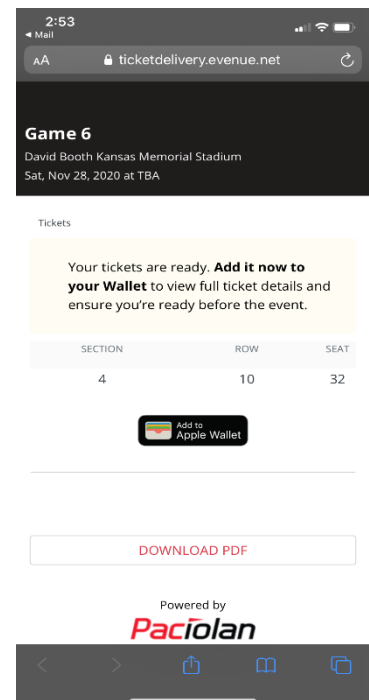 2:53
◄ Mail
AA
ticketdelivery.evenue.net
Game 6
David Booth Kansas Memorial Stadium
Sat, Nov 28, 2020 at TBA
Tickets
Your tickets are ready. Add it now to
your Wallet to view full ticket details and
ensure you're ready before the event.
SECTION ROW SEAT
4 10 32
Add to
Apple Wallet
DOWNLOAD PDF
Powered by
Paciolan